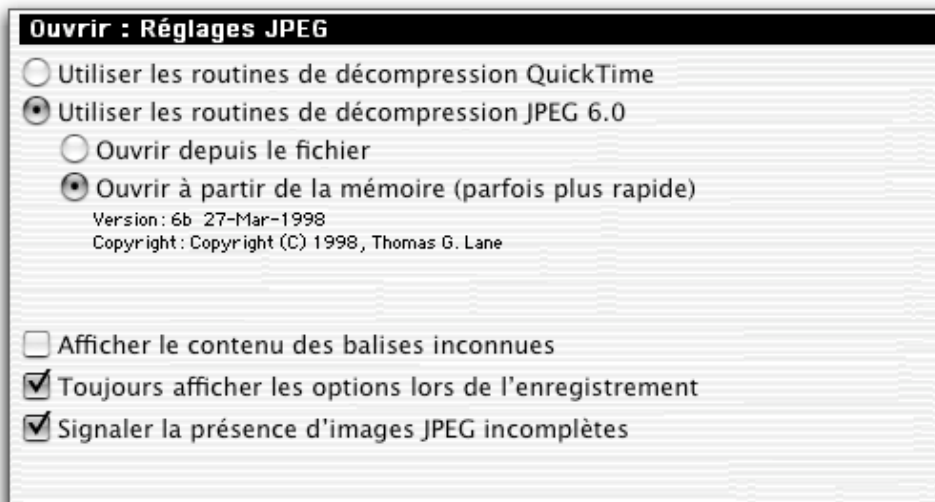 Ouvrir : Réglages JPEG
Utiliser les routines de décompression QuickTime
Utiliser les routines de décompression JPEG 6.0
Ouvrir depuis le fichier
Ouvrir à partir de la mémoire (parfois plus rapide)
Version: 6b 27-Mar-1998
Copyright: Copyright (C) 1998, Thomas G. Lane
Afficher le contenu des balises inconnues
Toujours afficher les options lors de l'enregistrement
Signaler la présence d'images JPEG incomplètes